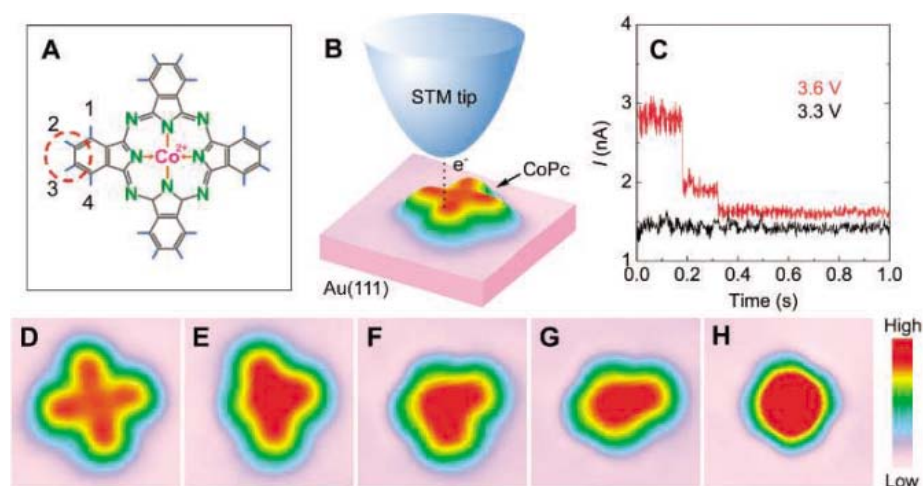 A
1
2
3
4
N
N
N
N
N
N
N
N
Co2+
B
STM tip
e-
CoPc
Au(111)
C
4
3
2
1
I (nA)
3.6 V
3.3 V
0.0 0.2 0.4 0.6 0.8 1.0
Time (s)
D E F G H
High
Low